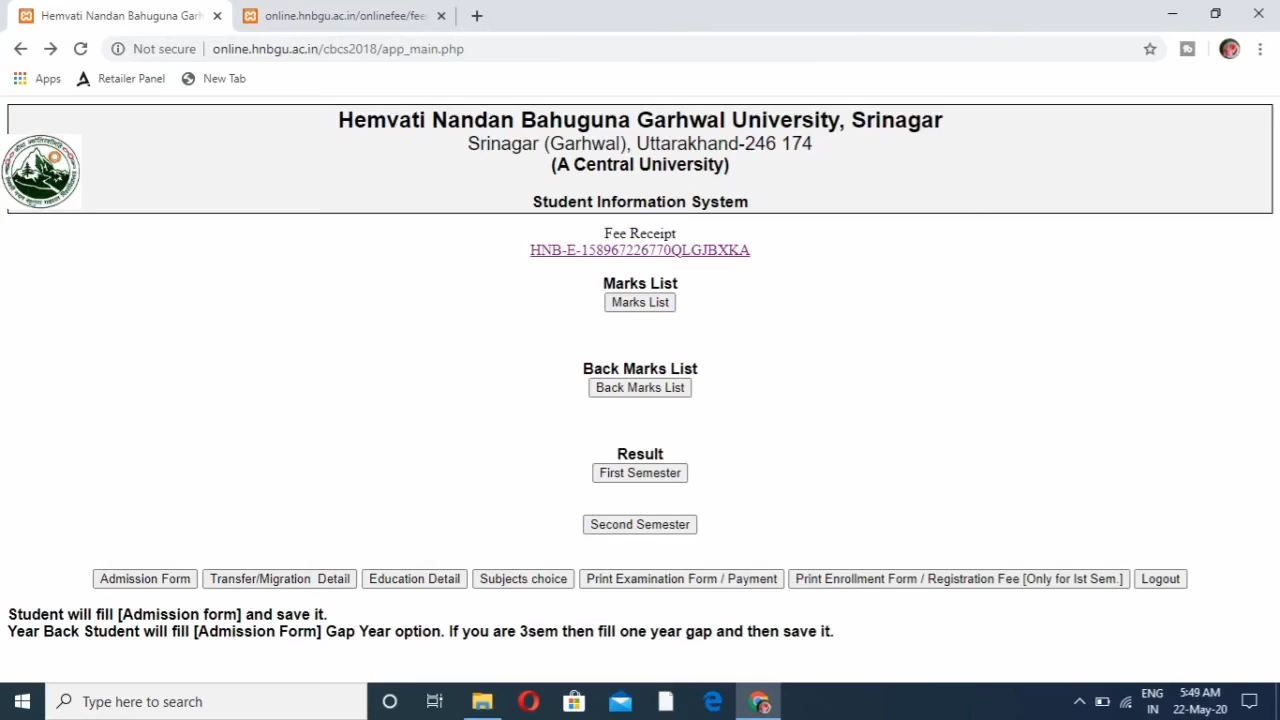 Hemvati Nandan Bahuguna Garh
online.hnbgu.ac.in/onlinefee/fee
Not secure
online.hnbgu.ac.in/cbcs2018/app_main.php
Apps
Retailer Panel
New Tab
Hemvati Nandan Bahuguna Garhwal University, Srinagar
Srinagar (Garhwal), Uttarakhand-246 174
(A Central University)
Student Information System
Fee Receipt
HNB-E-158967226770QLGJBXKA
Marks List
Marks List
Back Marks List
Back Marks List
Result
First Semester
Second Semester
Admission Form Transfer/Migration Detail Education Detail Subjects choice Print Examination Form / Payment Print Enrollment Form / Registration Fee [Only for Ist Sem.] Logout
Student will fill [Admission form] and save it.
Year Back Student will fill [Admission Form] Gap Year option. If you are 3sem then fill one year gap and then save it.
Type here to search
ENG
IN
5:49 AM
22-May-20